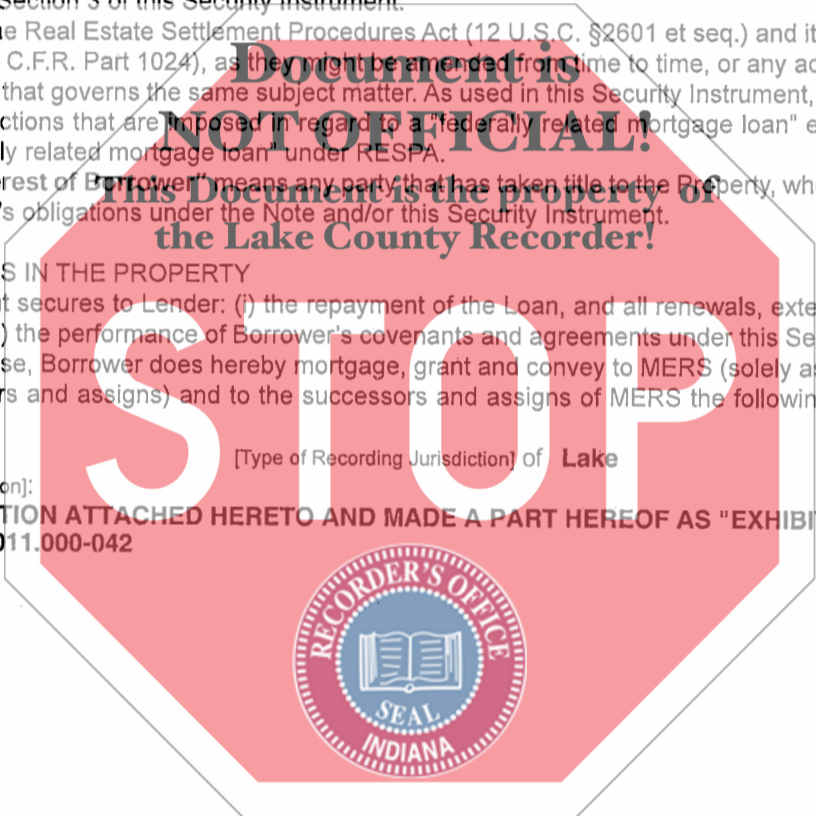 Section 3 of this Security Instrument.
e Real Estate Settlement Procedures Act (12 U.S.C. §2601 et seq.) and it
C.F.R. Part 1024), as they might be amended from time to time, or any ad
Document is
that governs the same subject matter. As used in this Security Instrument,
ctions that are imposed in regard to a "federally related mortgage loan" e
NOT OFFICIAL!
ly related mortgage loan" under RESPA.
rest of Borrower" means any party that has taken title to the Property, wh
This Document is the property of
's obligations under the Note and/or this Security Instrument.
the Lake County Recorder!
S IN THE PROPERTY
t secures to Lender: (i) the repayment of the Loan, and all renewals, exte
) the performance of Borrower's covenants and agreements under this Se
se, Borrower does hereby mortgage, grant and convey to MERS (solely as
rs and assigns) and to the successors and assigns of MERS the followin
STOP
[Type of Recording Jurisdiction] of Lake
on]:
TION ATTACHED HERETO AND MADE A PART HEREOF AS "EXHIBI
011.000-042
RECORDER'S OFFICE
SEAL
INDIANA